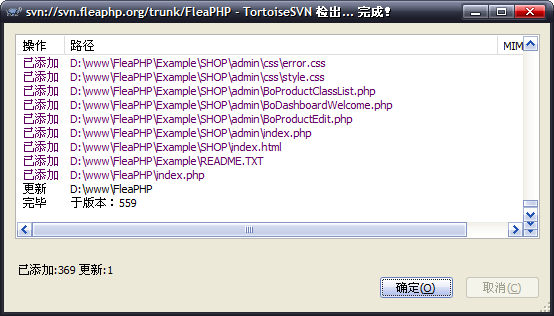 svn://svn.fleaphp.org/trunk/FleaPHP - TortoiseSVN 检出... 完成!
操作 路径 MIM
已添加 D:\www\FleaPHP\Example\SHOP\admin\css\error.css
已添加 D:\www\FleaPHP\Example\SHOP\admin\css\style.css
已添加 D:\www\FleaPHP\Example\SHOP\admin\BoProductClassList.php
已添加 D:\www\FleaPHP\Example\SHOP\admin\BoDashboardWelcome.php
已添加 D:\www\FleaPHP\Example\SHOP\admin\BoProductEdit.php
已添加 D:\www\FleaPHP\Example\SHOP\admin\index.php
已添加 D:\www\FleaPHP\Example\SHOP\index.html
已添加 D:\www\FleaPHP\Example\README.TXT
已添加 D:\www\FleaPHP\index.php
更新 D:\www\FleaPHP
完毕 于版本：559
已添加:369 更新:1
确定(O) 取消(C)